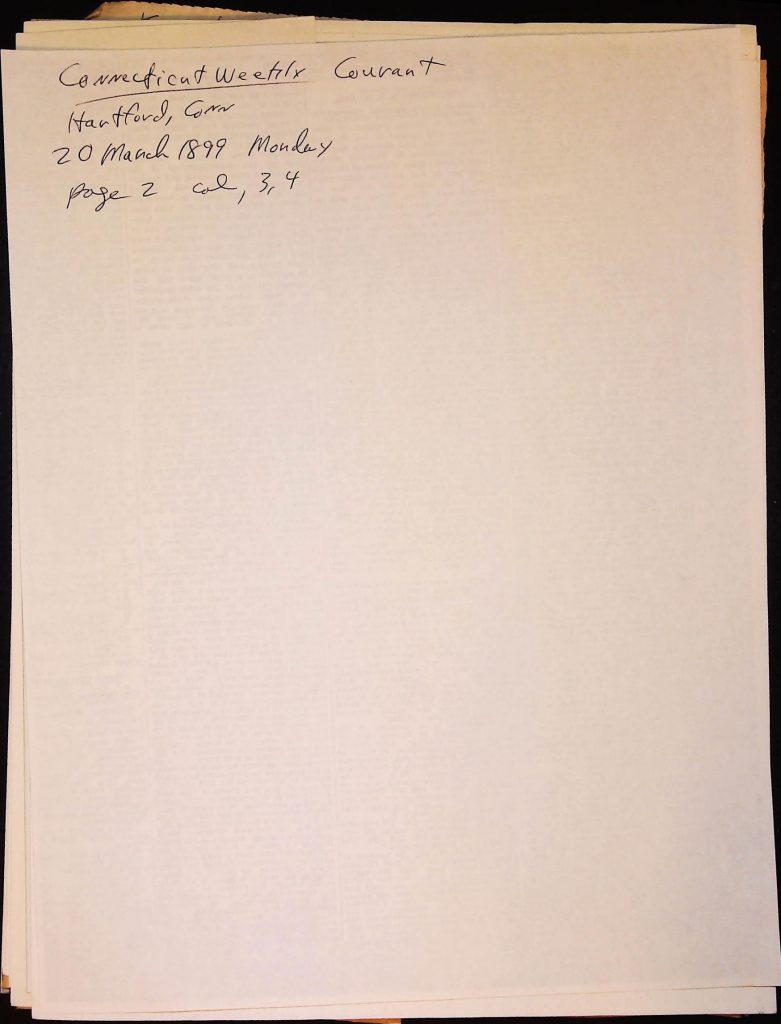 Connecticut Weekly Courant
Hartford, Conn
20 March 1899 Monday
page 2 col, 3, 4